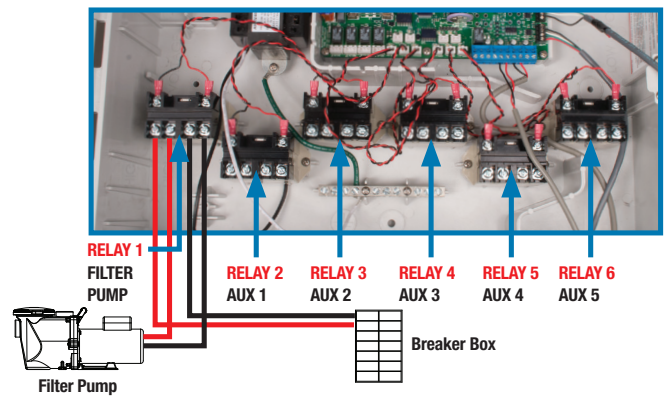 RELAY 1
FILTER
PUMP
RELAY 2
AUX 1
RELAY 3
AUX 2
RELAY 4
AUX 3
RELAY 5
AUX 4
RELAY 6
AUX 5
Breaker Box
Filter Pump